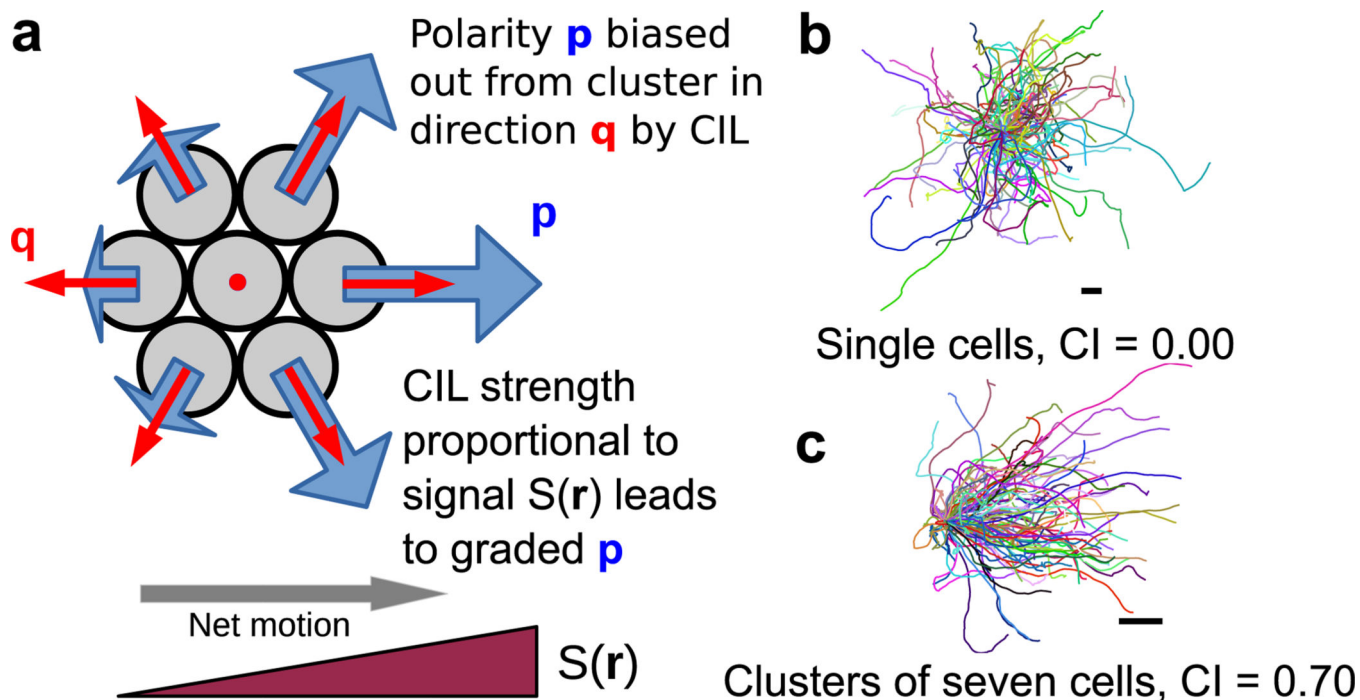 a
Polarity p biased
out from cluster in
direction q by CIL
q
p
CIL strength
proportional to
signal S(r) leads
to graded p
Net motion
S(r)
b
Single cells, CI = 0.00
c
Clusters of seven cells, CI = 0.70